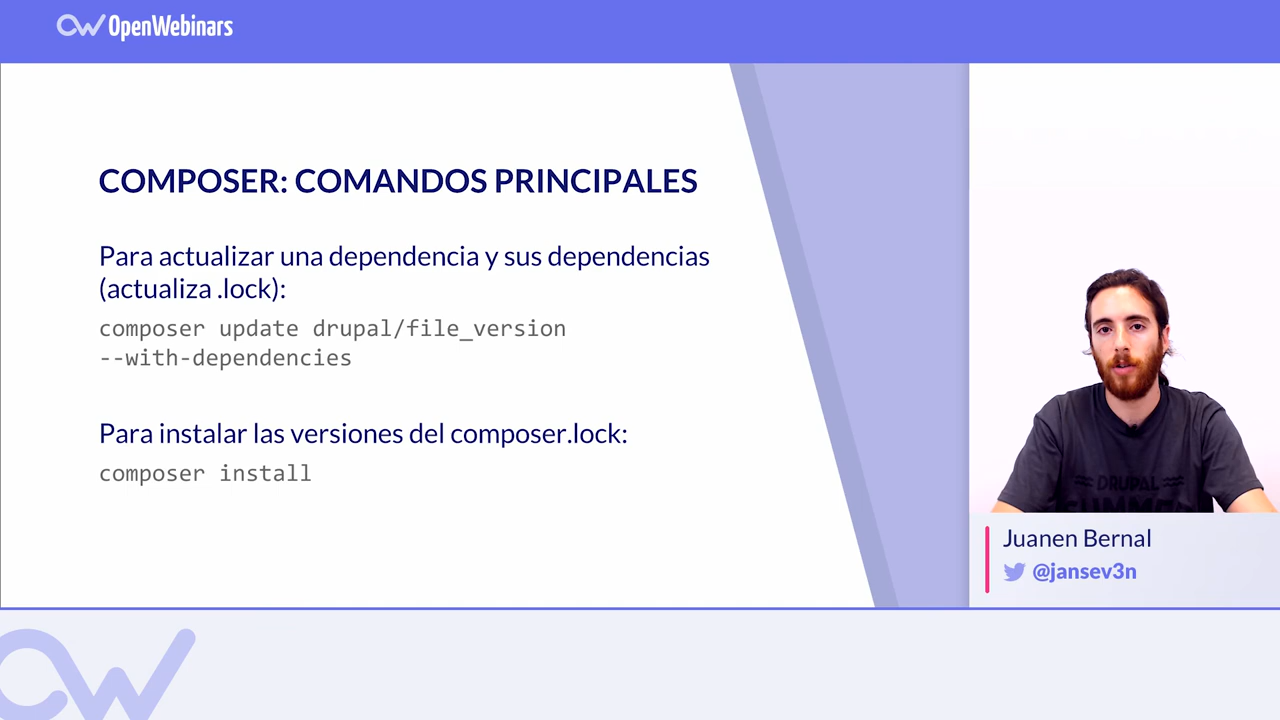 OpenWebinars
COMPOSER: COMANDOS PRINCIPALES
Para actualizar una dependencia y sus dependencias
(actualiza .lock):
composer update drupal/file_version
--with-dependencies
Para instalar las versiones del composer.lock:
composer install
DRUPAL
Juanen Bernal
@jansev3n